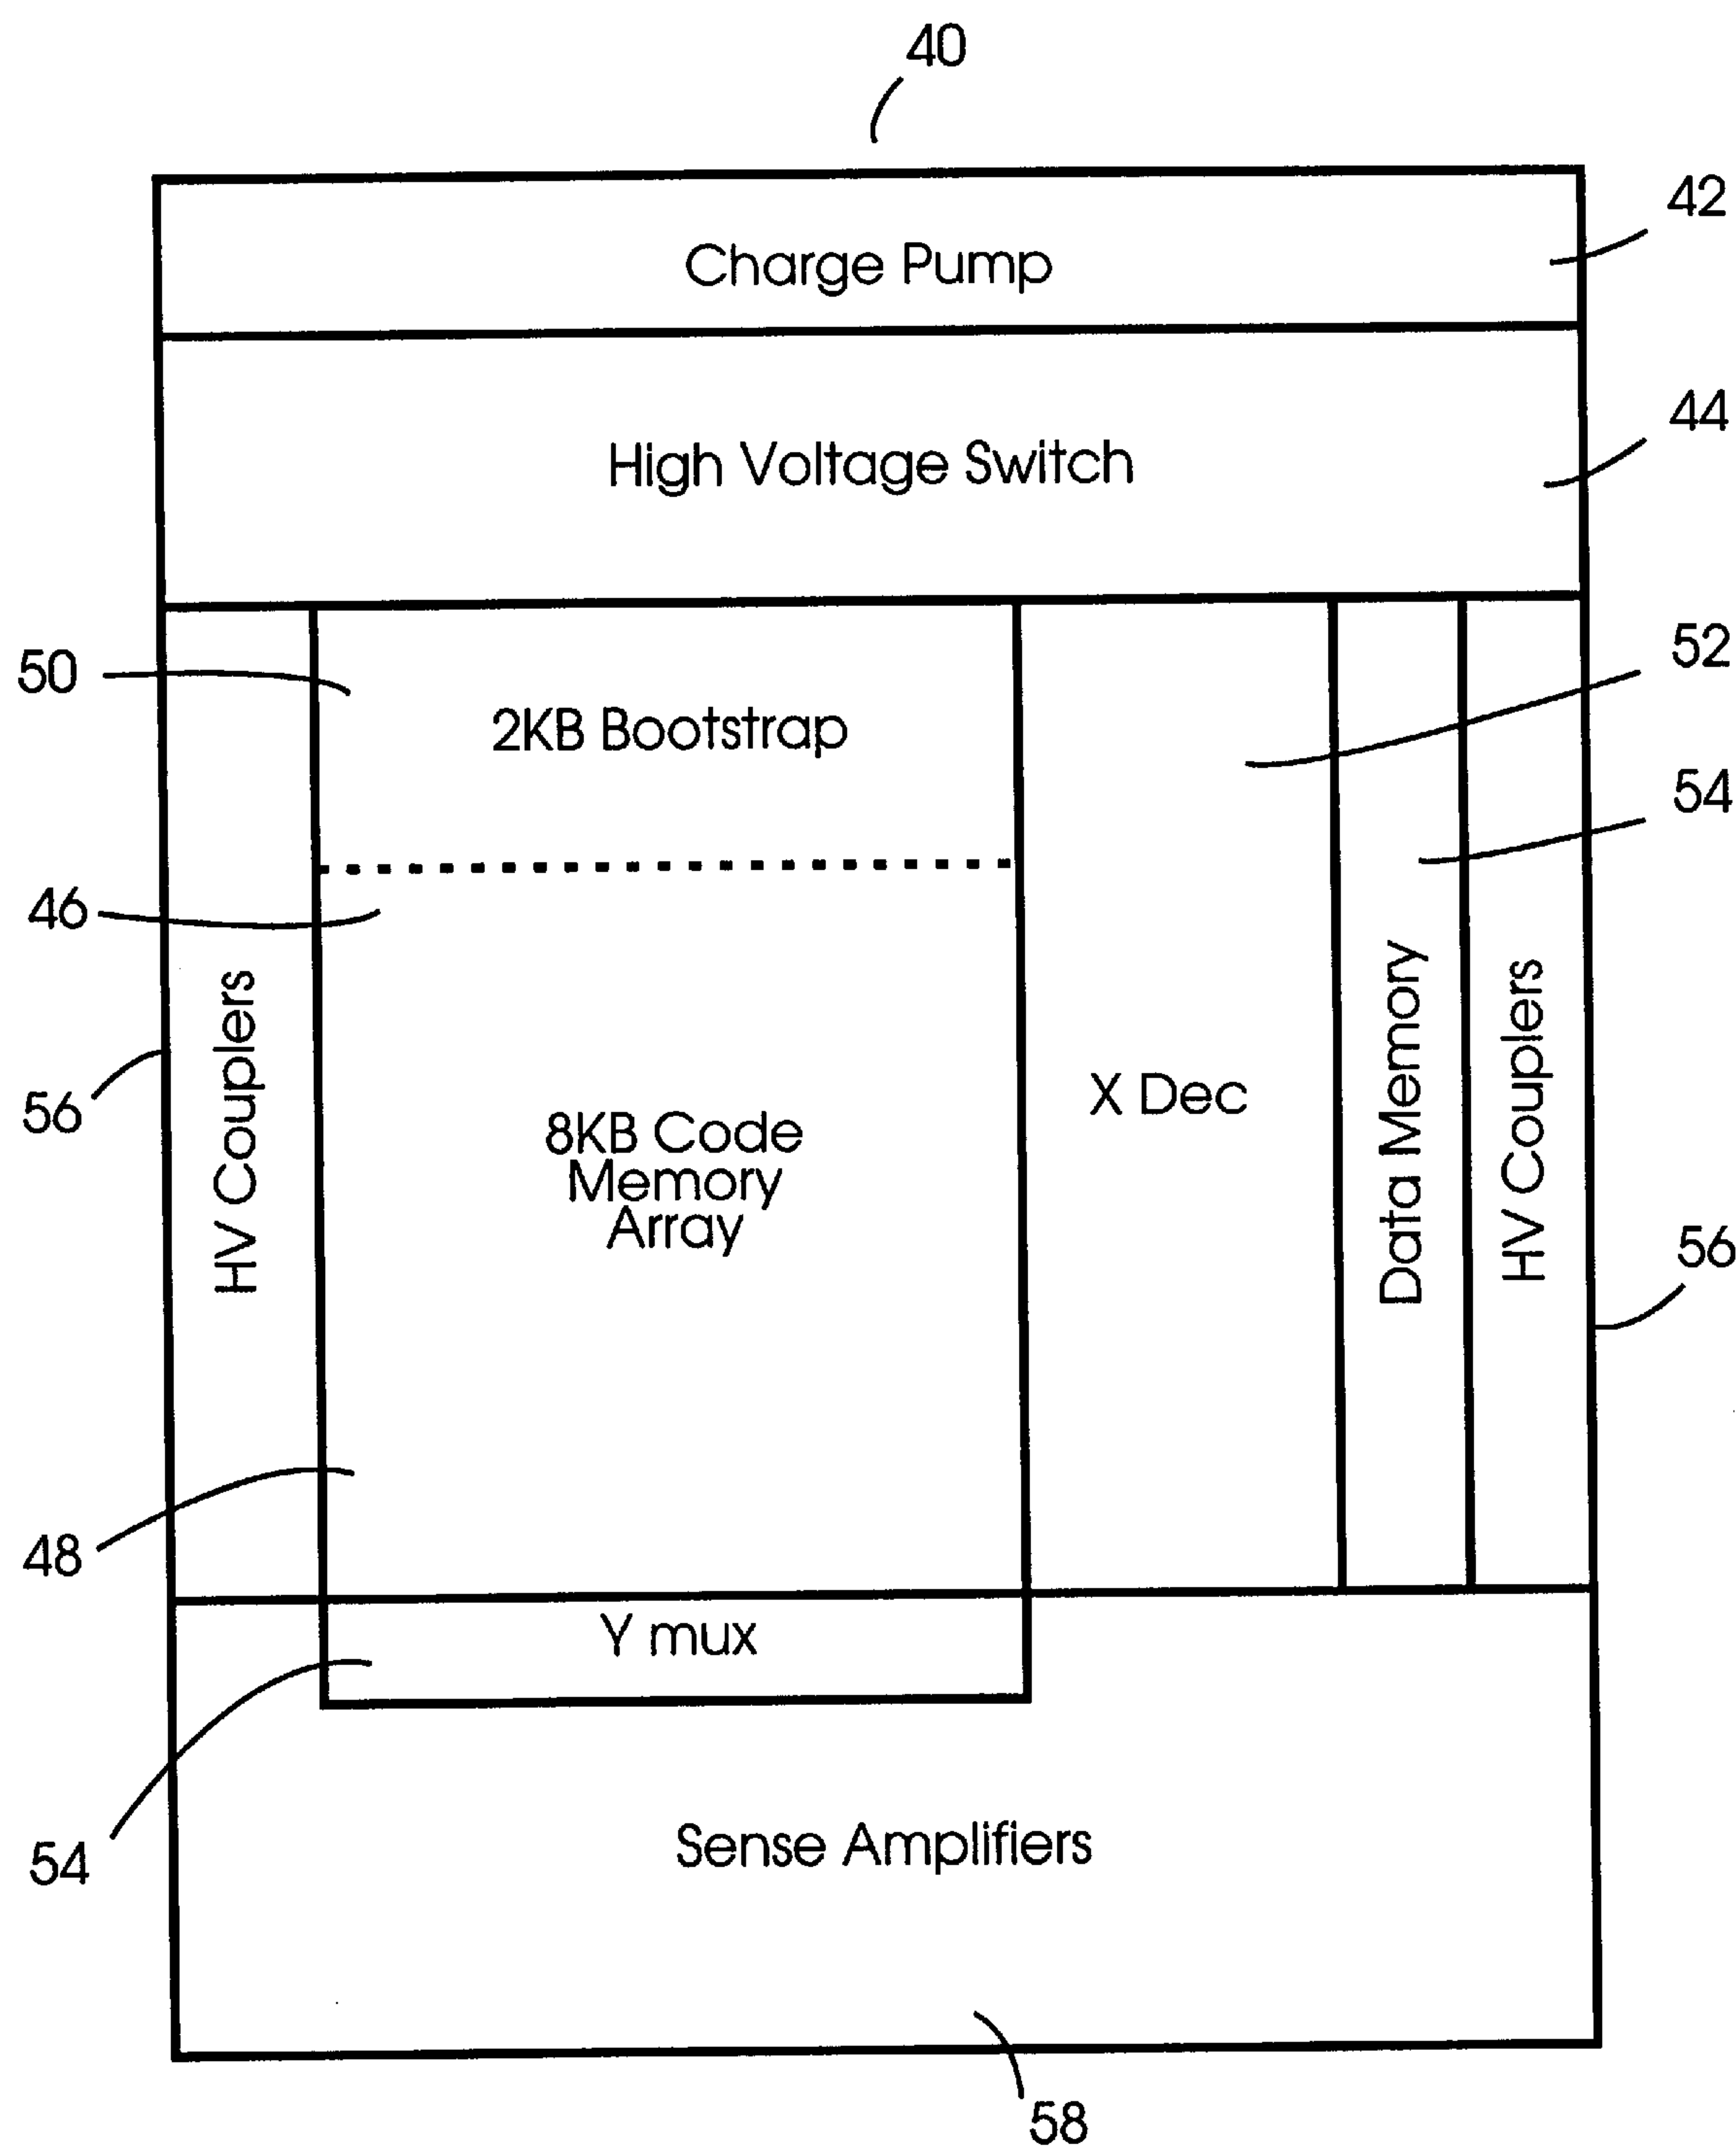 40
42
Charge Pump
44
High Voltage Switch
52
50
2KB Bootstrap
54
46
HV Couplers
8KB Code
Memory
Array
X Dec
Data Memory
HV Couplers
56
56
48
Y mux
54
Sense Amplifiers
58